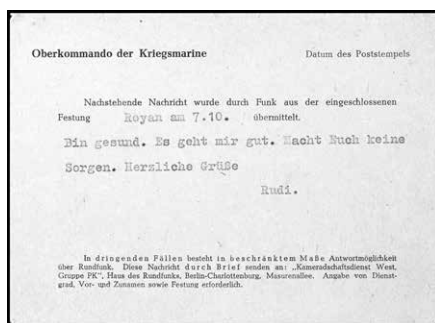 Oberkommando der Kriegsmarine
Datum des Poststempels
Nachstehende Nachricht wurde durch Funk aus der eingeschlossenen
Festung Royan am 7.10. übermittelt.
Bin gesund. Es geht mir gut. Macht Euch keine
Sorgen. Herzliche Grüße
Rudi.
In dringenden Fällen besteht in beschränktem Maße Antwortmöglichkeit
über Rundfunk. Diese Nachricht durch Brief senden an: „Kameradschaftsdienst West,
Gruppe PK“, Haus des Rundfunks, Berlin-Charlottenburg, Masurenallee. Angabe von Dienst-
grad, Vor- und Zunamen sowie Festung erforderlich.